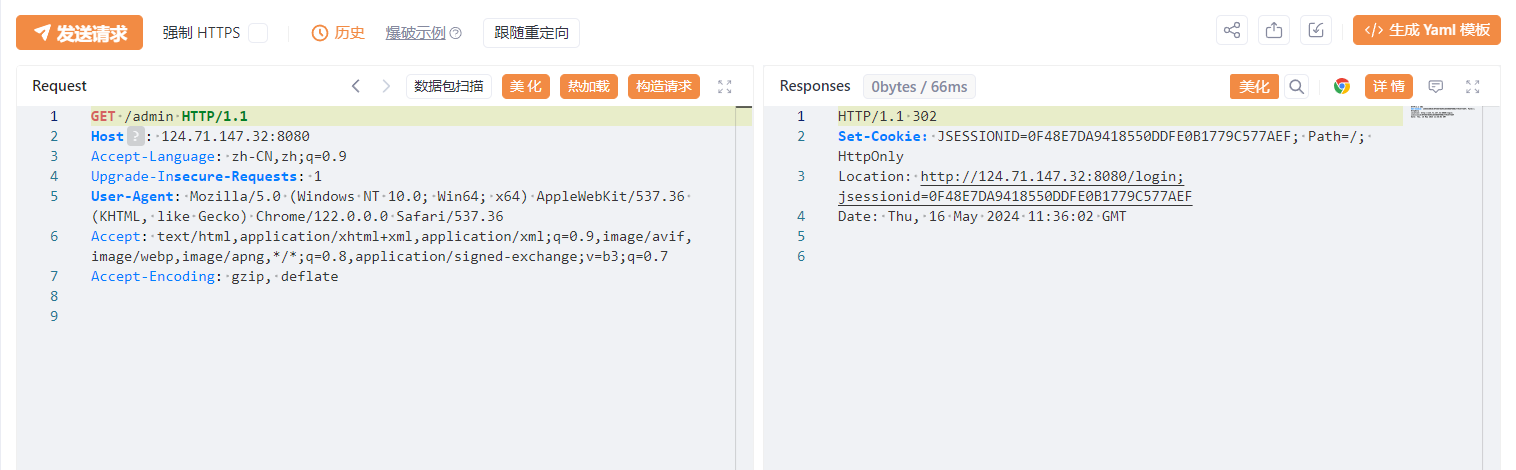 发送请求 强制 HTTPS 历史 爆破示例 跟随重定向 </> 生成 Yaml 模板
Request 数据包扫描 美化 热加载 构造请求
1 GET /admin HTTP/1.1
2 Host ? : 124.71.147.32:8080
3 Accept-Language: zh-CN,zh;q=0.9
4 Upgrade-Insecure-Requests: 1
5 User-Agent: Mozilla/5.0 (Windows NT 10.0; Win64; x64) AppleWebKit/537.36
(KHTML, like Gecko) Chrome/122.0.0.0 Safari/537.36
6 Accept: text/html,application/xhtml+xml,application/xml;q=0.9,image/avif,
image/webp,image/apng,*/*;q=0.8,application/signed-exchange;v=b3;q=0.7
7 Accept-Encoding: gzip, deflate
8
9
Responses 0bytes / 66ms 美化 详情
1 HTTP/1.1 302
2 Set-Cookie: JSESSIONID=0F48E7DA9418550DDFE0B1779C577AEF; Path=/;
HttpOnly
3 Location: http://124.71.147.32:8080/login;
jsessionid=0F48E7DA9418550DDFE0B1779C577AEF
4 Date: Thu, 16 May 2024 11:36:02 GMT
5
6